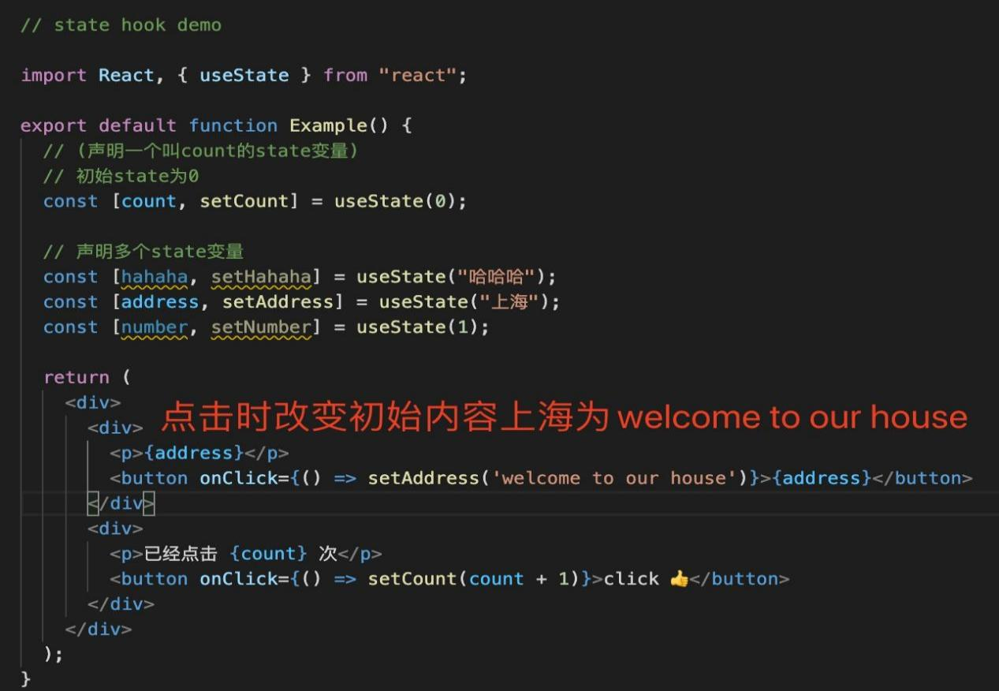 // state hook demo
import React, { useState } from "react";
export default function Example() {
// (声明一个叫count的state变量)
// 初始state为0
const [count, setCount] = useState(0);
// 声明多个state变量
const [hahaha, setHahaha] = useState("哈哈哈");
const [address, setAddress] = useState("上海");
const [number, setNumber] = useState(1);
return (
<div>
点击时改变初始内容上海为 welcome to our house
<div>
<p>{address}</p>
<button onClick={() => setAddress('welcome to our house')}>{address}</button>
</div>
<div>
<p>已经点击 {count} 次</p>
<button onClick={() => setCount(count + 1)}>click 👍</button>
</div>
</div>
);
}